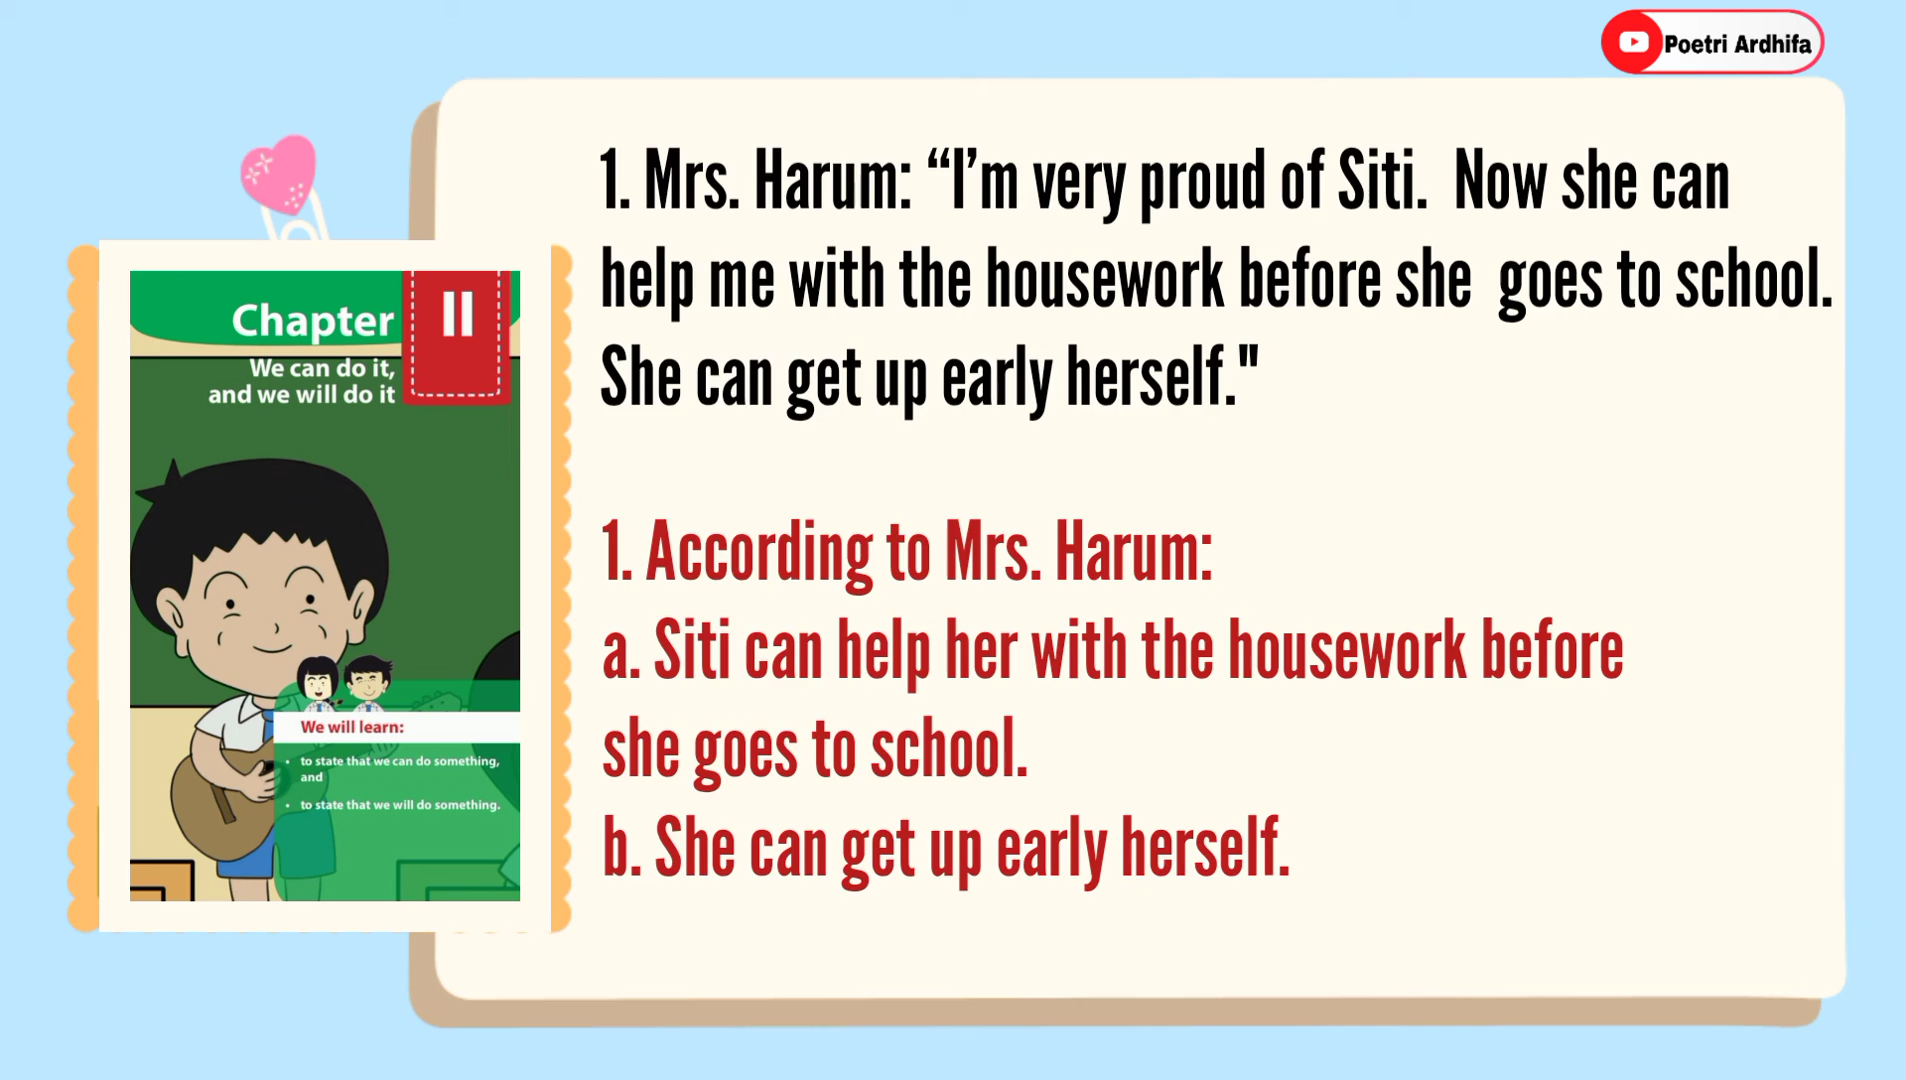 Poetri Ardhifa
1. Mrs. Harum: “I'm very proud of Siti. Now she can
help me with the housework before she goes to school.
She can get up early herself."
Chapter
II
We can do it,
and we will do it
We will learn:
• to state that we can do something,
and
• to state that we will do something.
1. According to Mrs. Harum:
a. Siti can help her with the housework before
she goes to school.
b. She can get up early herself.